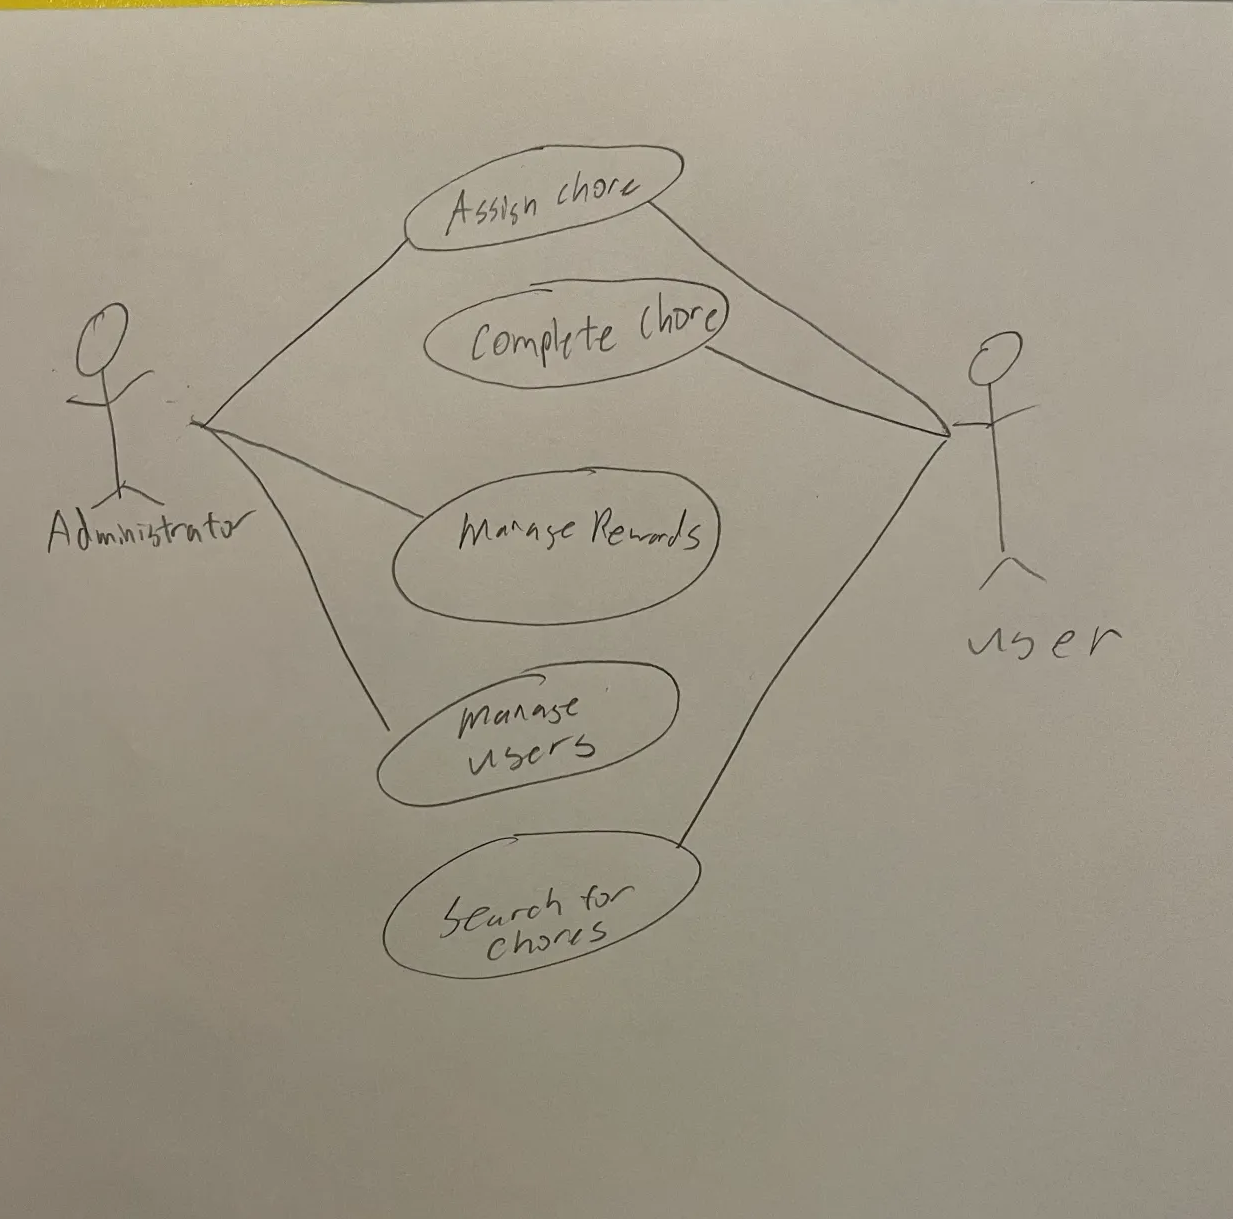 Assign chore
Complete Chore
Administrator
Manage Rewards
user
Manage
users
Search for
chores